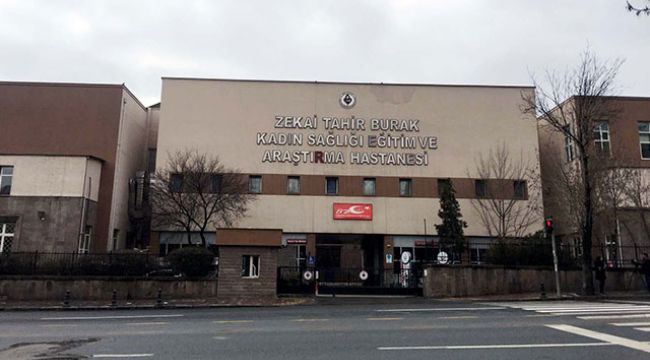 ZEKAİ TAHİR BURAK
KADIN SAĞLIĞI EĞİTİM VE
ARAŞTIRMA HASTANESİ